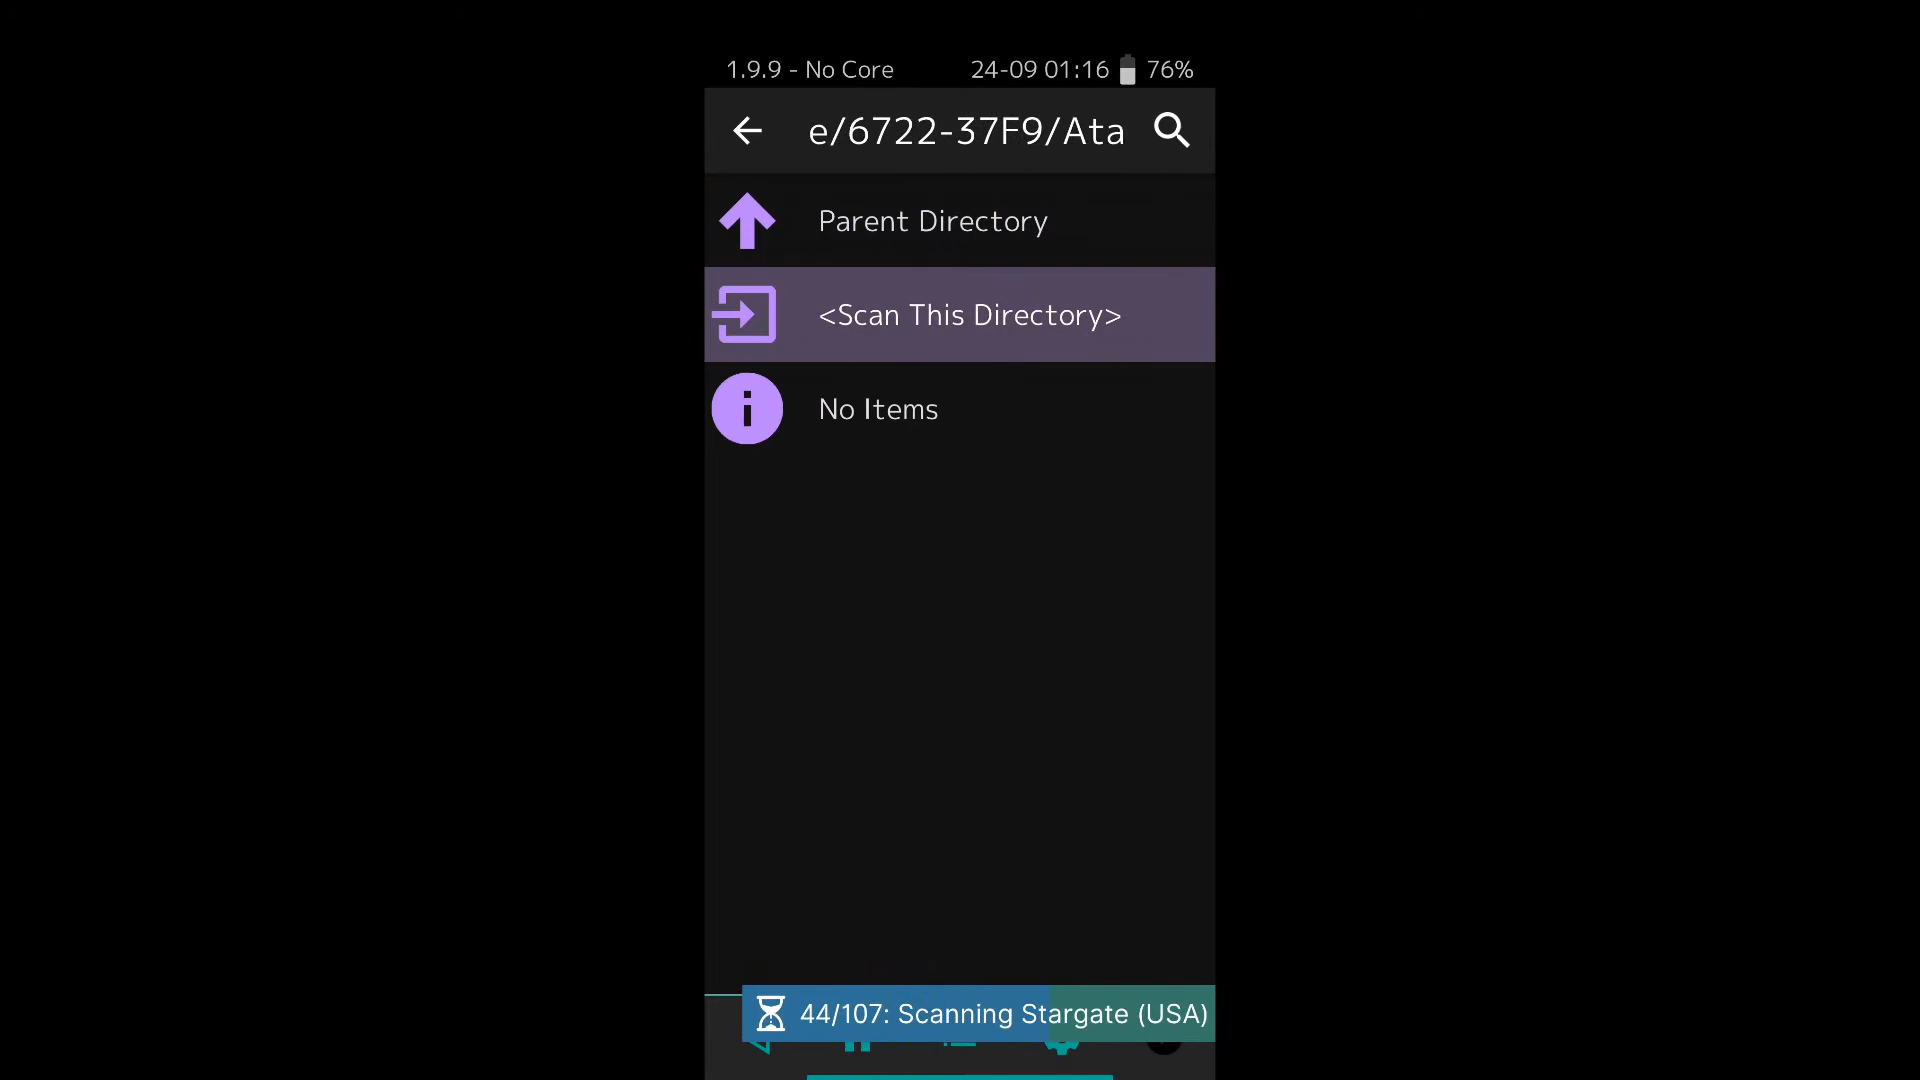 1.9.9 - No Core 24-09 01:16 76%
e/6722-37F9/Ata
Parent Directory
<Scan This Directory>
No Items
44/107: Scanning Stargate (USA)